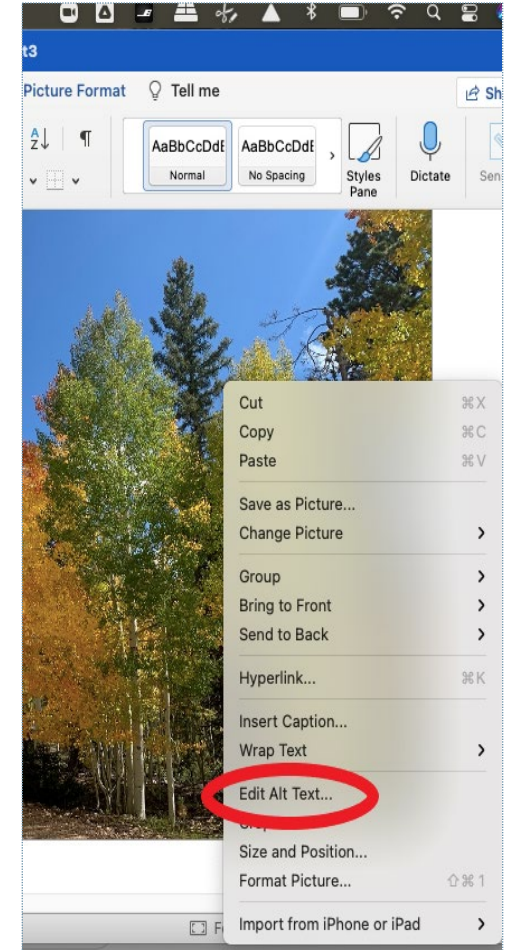 t3
Picture Format Tell me Sh
A
Z
AaBbCcDdE AaBbCcDdE
Normal No Spacing Styles Pane Dictate Sen
Cut ⌘X
Copy ⌘C
Paste ⌘V
Save as Picture...
Change Picture
Group
Bring to Front
Send to Back
Hyperlink... ⌘K
Insert Caption...
Wrap Text
Edit Alt Text...
Size and Position...
Format Picture... ⇧⌘1
Import from iPhone or iPad